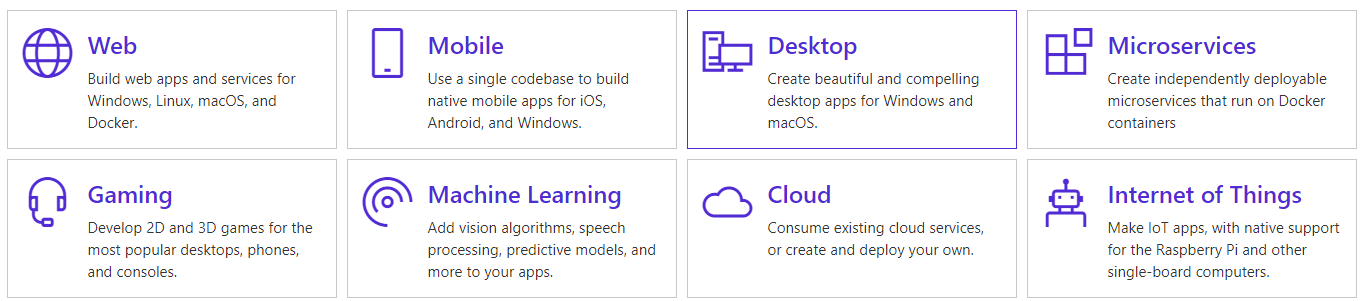 Web
Build web apps and services for
Windows, Linux, macOS, and
Docker.
Mobile
Use a single codebase to build
native mobile apps for iOS,
Android, and Windows.
Desktop
Create beautiful and compelling
desktop apps for Windows and
macOS.
Microservices
Create independently deployable
microservices that run on Docker
containers
Gaming
Develop 2D and 3D games for the
most popular desktops, phones,
and consoles.
Machine Learning
Add vision algorithms, speech
processing, predictive models, and
more to your apps.
Cloud
Consume existing cloud services,
or create and deploy your own.
Internet of Things
Make IoT apps, with native support
for the Raspberry Pi and other
single-board computers.